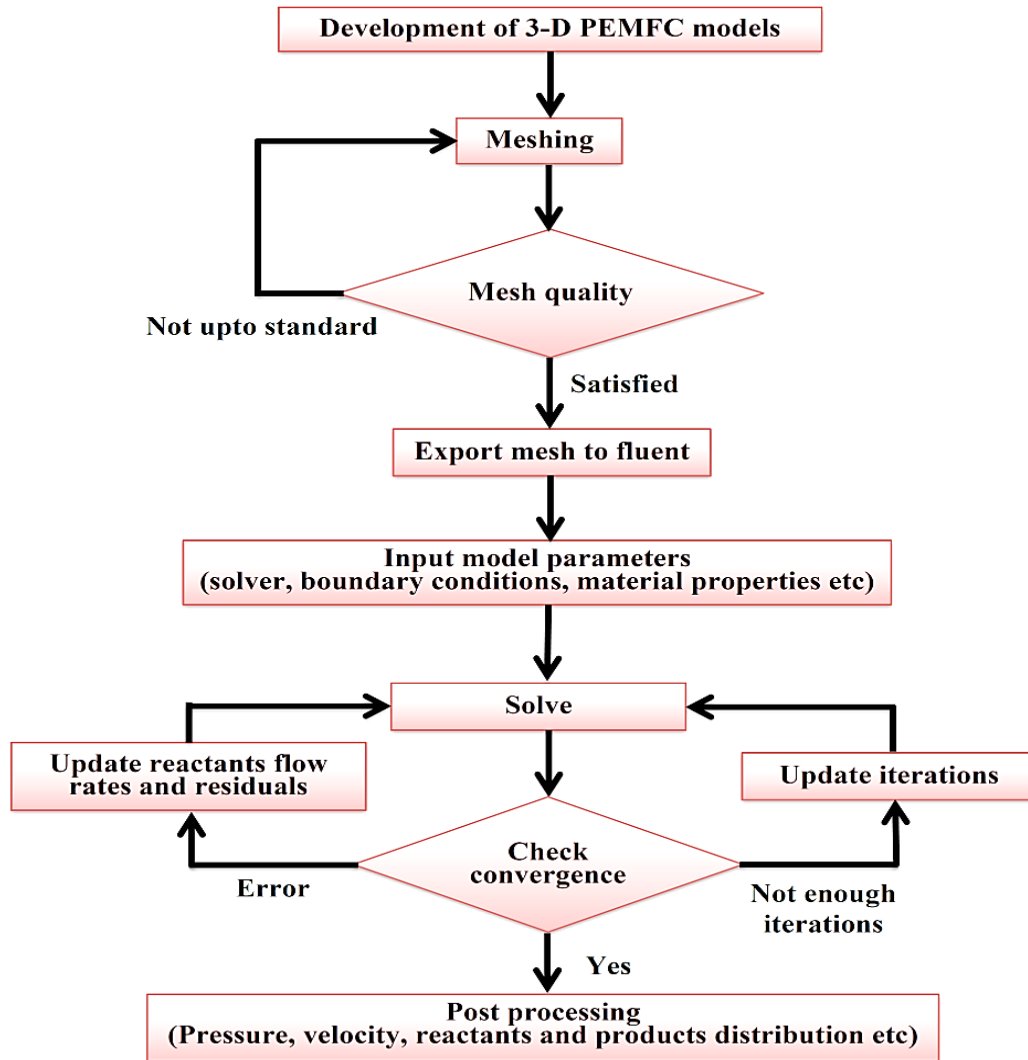 Development of 3-D PEMFC models
Meshing
Mesh quality
Not upto standard
Satisfied
Export mesh to fluent
Input model parameters
(solver, boundary conditions, material properties etc)
Solve
Update reactants flow
rates and residuals
Update iterations
Check
convergence
Error
Not enough
iterations
Yes
Post processing
(Pressure, velocity, reactants and products distribution etc)